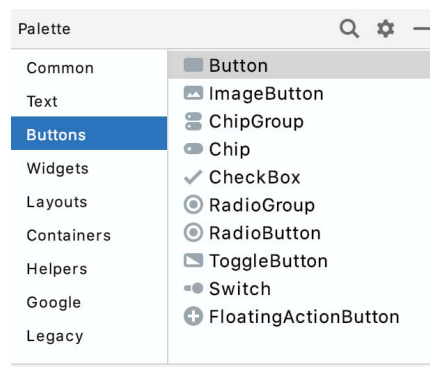 Palette
Common
Text
Buttons
Widgets
Layouts
Containers
Helpers
Google
Legacy
Button
ImageButton
ChipGroup
Chip
CheckBox
RadioGroup
RadioButton
ToggleButton
Switch
FloatingActionButton